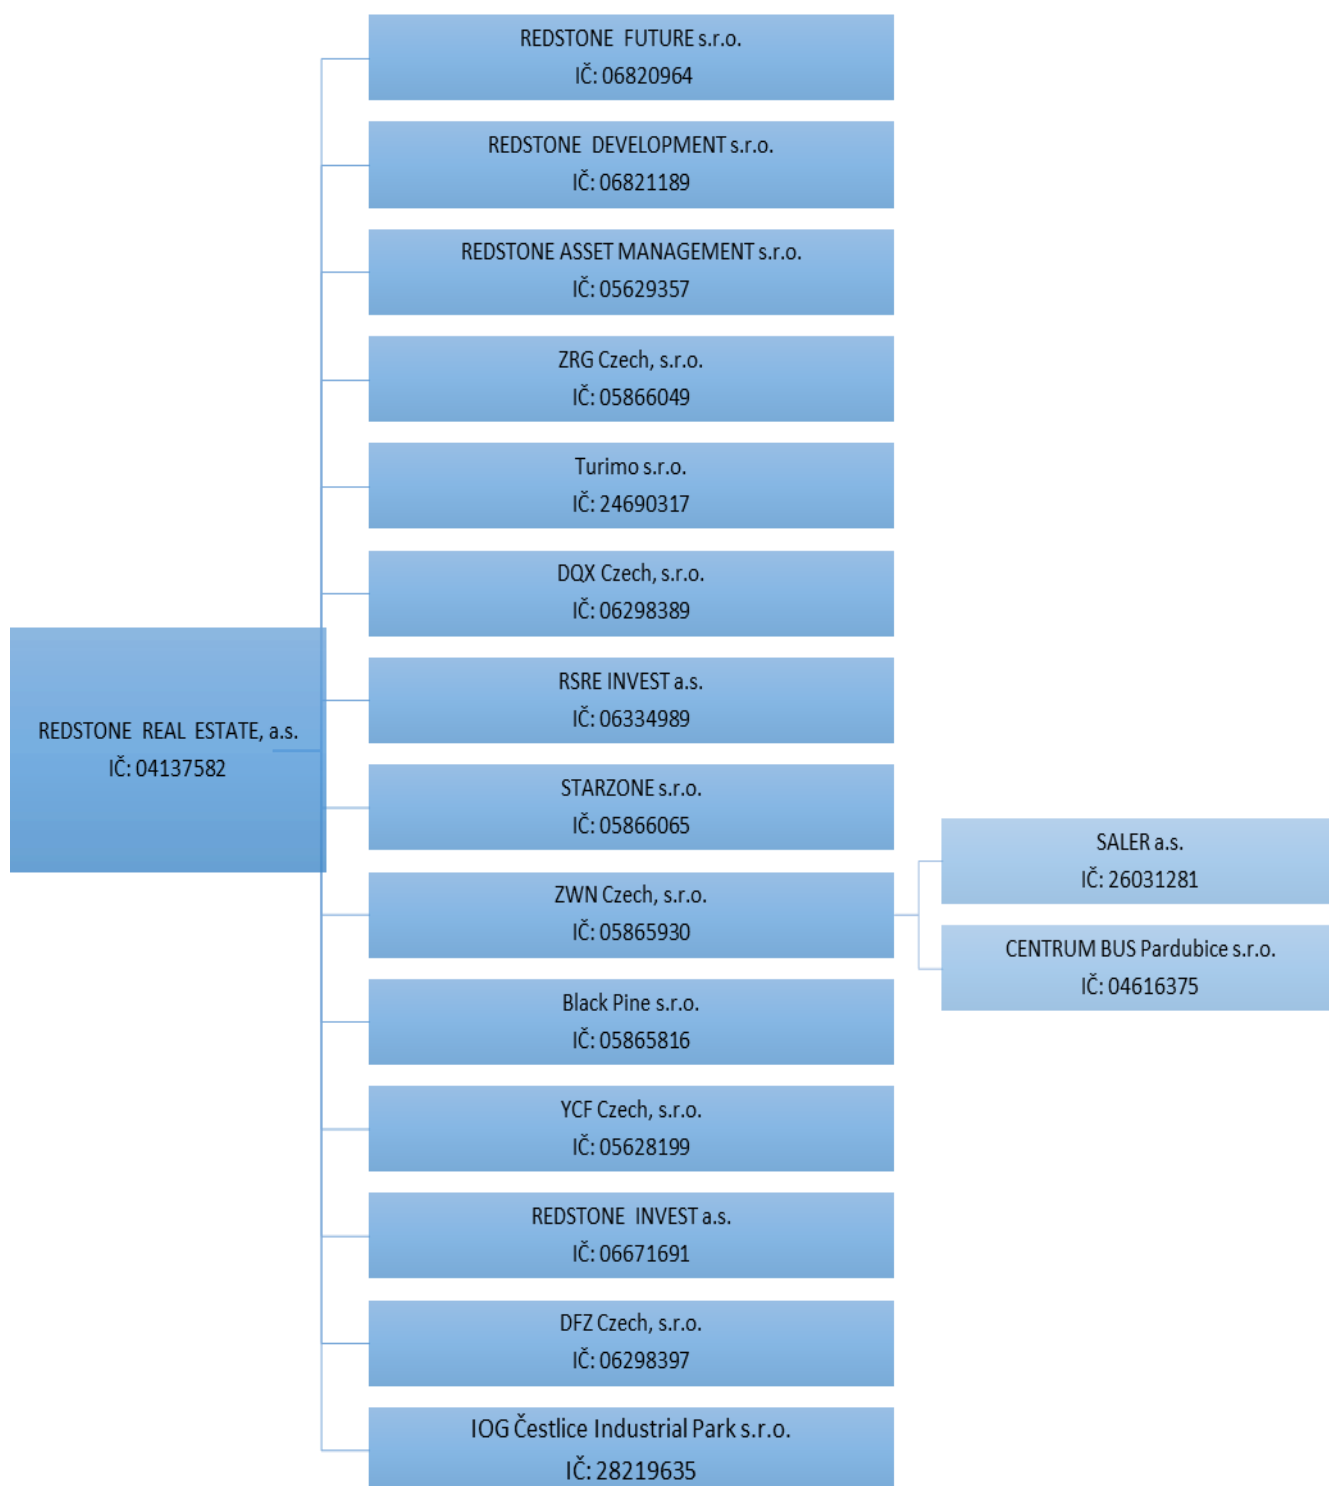 REDSTONE FUTURE s.r.o.
IČ: 06820964
REDSTONE DEVELOPMENT s.r.o.
IČ: 06821189
REDSTONE ASSET MANAGEMENT s.r.o.
IČ: 05629357
ZRG Czech, s.r.o.
IČ: 05866049
Turimo s.r.o.
IČ: 24690317
DQX Czech, s.r.o.
IČ: 06298389
REDSTONE REAL ESTATE, a.s.
IČ: 04137582
RSRE INVEST a.s.
IČ: 06334989
STARZONE s.r.o.
IČ: 05866065
ZWN Czech, s.r.o.
IČ: 05865930
SALER a.s.
IČ: 26031281
CENTRUM BUS Pardubice s.r.o.
IČ: 04616375
Black Pine s.r.o.
IČ: 05865816
YCF Czech, s.r.o.
IČ: 05628199
REDSTONE INVEST a.s.
IČ: 06671691
DFZ Czech, s.r.o.
IČ: 06298397
IOG Čestlice Industrial Park s.r.o.
IČ: 28219635